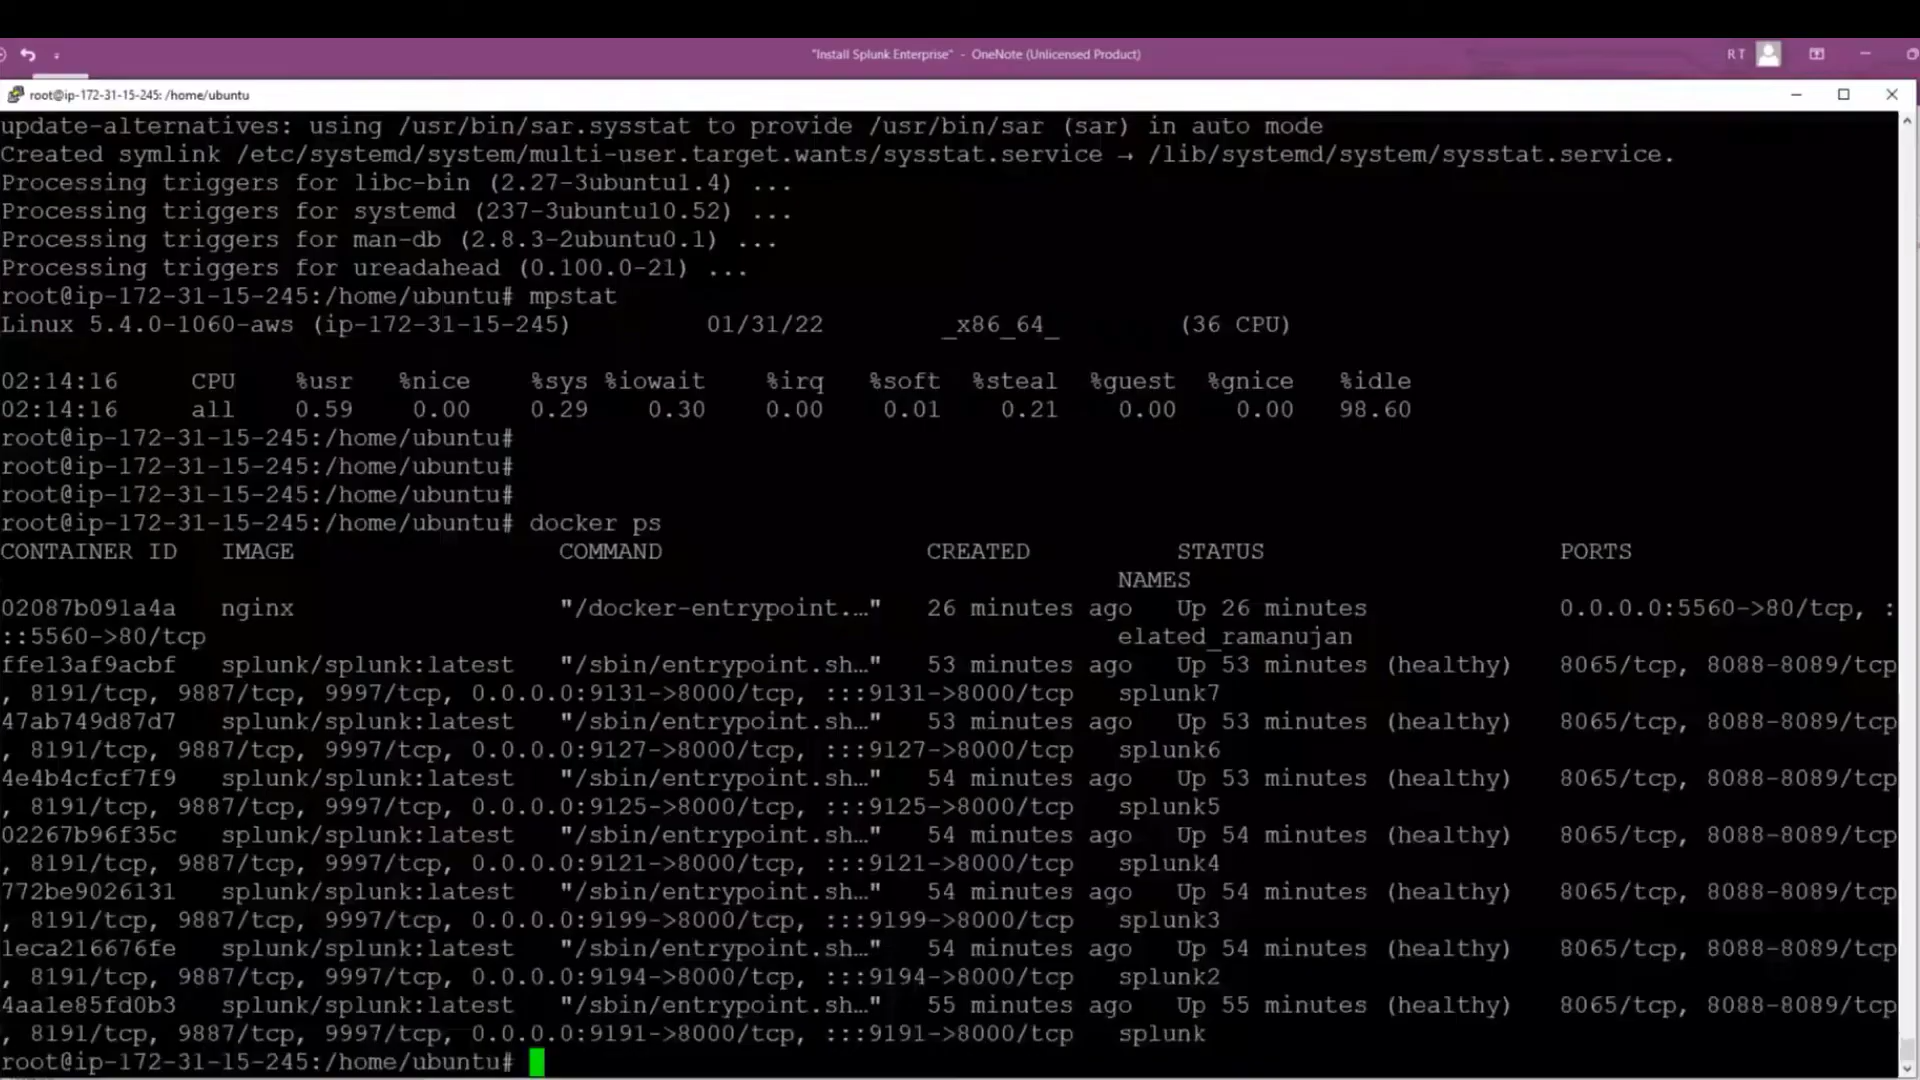 "Install Splunk Enterprise" - OneNote (Unlicensed Product)
R T
root@ip-172-31-15-245: /home/ubuntu
update-alternatives: using /usr/bin/sar.sysstat to provide /usr/bin/sar (sar) in auto mode
Created symlink /etc/systemd/system/multi-user.target.wants/sysstat.service → /lib/systemd/system/sysstat.service.
Processing triggers for libc-bin (2.27-3ubuntu1.4) ...
Processing triggers for systemd (237-3ubuntu10.52) ...
Processing triggers for man-db (2.8.3-2ubuntu0.1) ...
Processing triggers for ureadahead (0.100.0-21) ...
root@ip-172-31-15-245:/home/ubuntu# mpstat
Linux 5.4.0-1060-aws (ip-172-31-15-245) 01/31/22 _x86_64_ (36 CPU)
02:14:16 CPU %usr %nice %sys %iowait %irq %soft %steal %guest %gnice %idle
02:14:16 all 0.59 0.00 0.29 0.30 0.00 0.01 0.21 0.00 0.00 98.60
root@ip-172-31-15-245:/home/ubuntu#
root@ip-172-31-15-245:/home/ubuntu#
root@ip-172-31-15-245:/home/ubuntu#
root@ip-172-31-15-245:/home/ubuntu# docker ps
CONTAINER ID IMAGE COMMAND CREATED STATUS PORTS
NAMES
02087b091a4a nginx "/docker-entrypoint.…" 26 minutes ago Up 26 minutes 0.0.0.0:5560->80/tcp, :
::5560->80/tcp elated_ramanujan
ffe13af9acbf splunk/splunk:latest "/sbin/entrypoint.sh…" 53 minutes ago Up 53 minutes (healthy) 8065/tcp, 8088-8089/tcp
, 8191/tcp, 9887/tcp, 9997/tcp, 0.0.0.0:9131->8000/tcp, :::9131->8000/tcp splunk7
47ab749d87d7 splunk/splunk:latest "/sbin/entrypoint.sh…" 53 minutes ago Up 53 minutes (healthy) 8065/tcp, 8088-8089/tcp
, 8191/tcp, 9887/tcp, 9997/tcp, 0.0.0.0:9127->8000/tcp, :::9127->8000/tcp splunk6
4e4b4cfcf7f9 splunk/splunk:latest "/sbin/entrypoint.sh…" 54 minutes ago Up 53 minutes (healthy) 8065/tcp, 8088-8089/tcp
, 8191/tcp, 9887/tcp, 9997/tcp, 0.0.0.0:9125->8000/tcp, :::9125->8000/tcp splunk5
02267b96f35c splunk/splunk:latest "/sbin/entrypoint.sh…" 54 minutes ago Up 54 minutes (healthy) 8065/tcp, 8088-8089/tcp
, 8191/tcp, 9887/tcp, 9997/tcp, 0.0.0.0:9121->8000/tcp, :::9121->8000/tcp splunk4
772be9026131 splunk/splunk:latest "/sbin/entrypoint.sh…" 54 minutes ago Up 54 minutes (healthy) 8065/tcp, 8088-8089/tcp
, 8191/tcp, 9887/tcp, 9997/tcp, 0.0.0.0:9199->8000/tcp, :::9199->8000/tcp splunk3
1eca216676fe splunk/splunk:latest "/sbin/entrypoint.sh…" 54 minutes ago Up 54 minutes (healthy) 8065/tcp, 8088-8089/tcp
, 8191/tcp, 9887/tcp, 9997/tcp, 0.0.0.0:9194->8000/tcp, :::9194->8000/tcp splunk2
4aa1e85fd0b3 splunk/splunk:latest "/sbin/entrypoint.sh…" 55 minutes ago Up 55 minutes (healthy) 8065/tcp, 8088-8089/tcp
, 8191/tcp, 9887/tcp, 9997/tcp, 0.0.0.0:9191->8000/tcp, :::9191->8000/tcp splunk
root@ip-172-31-15-245:/home/ubuntu#